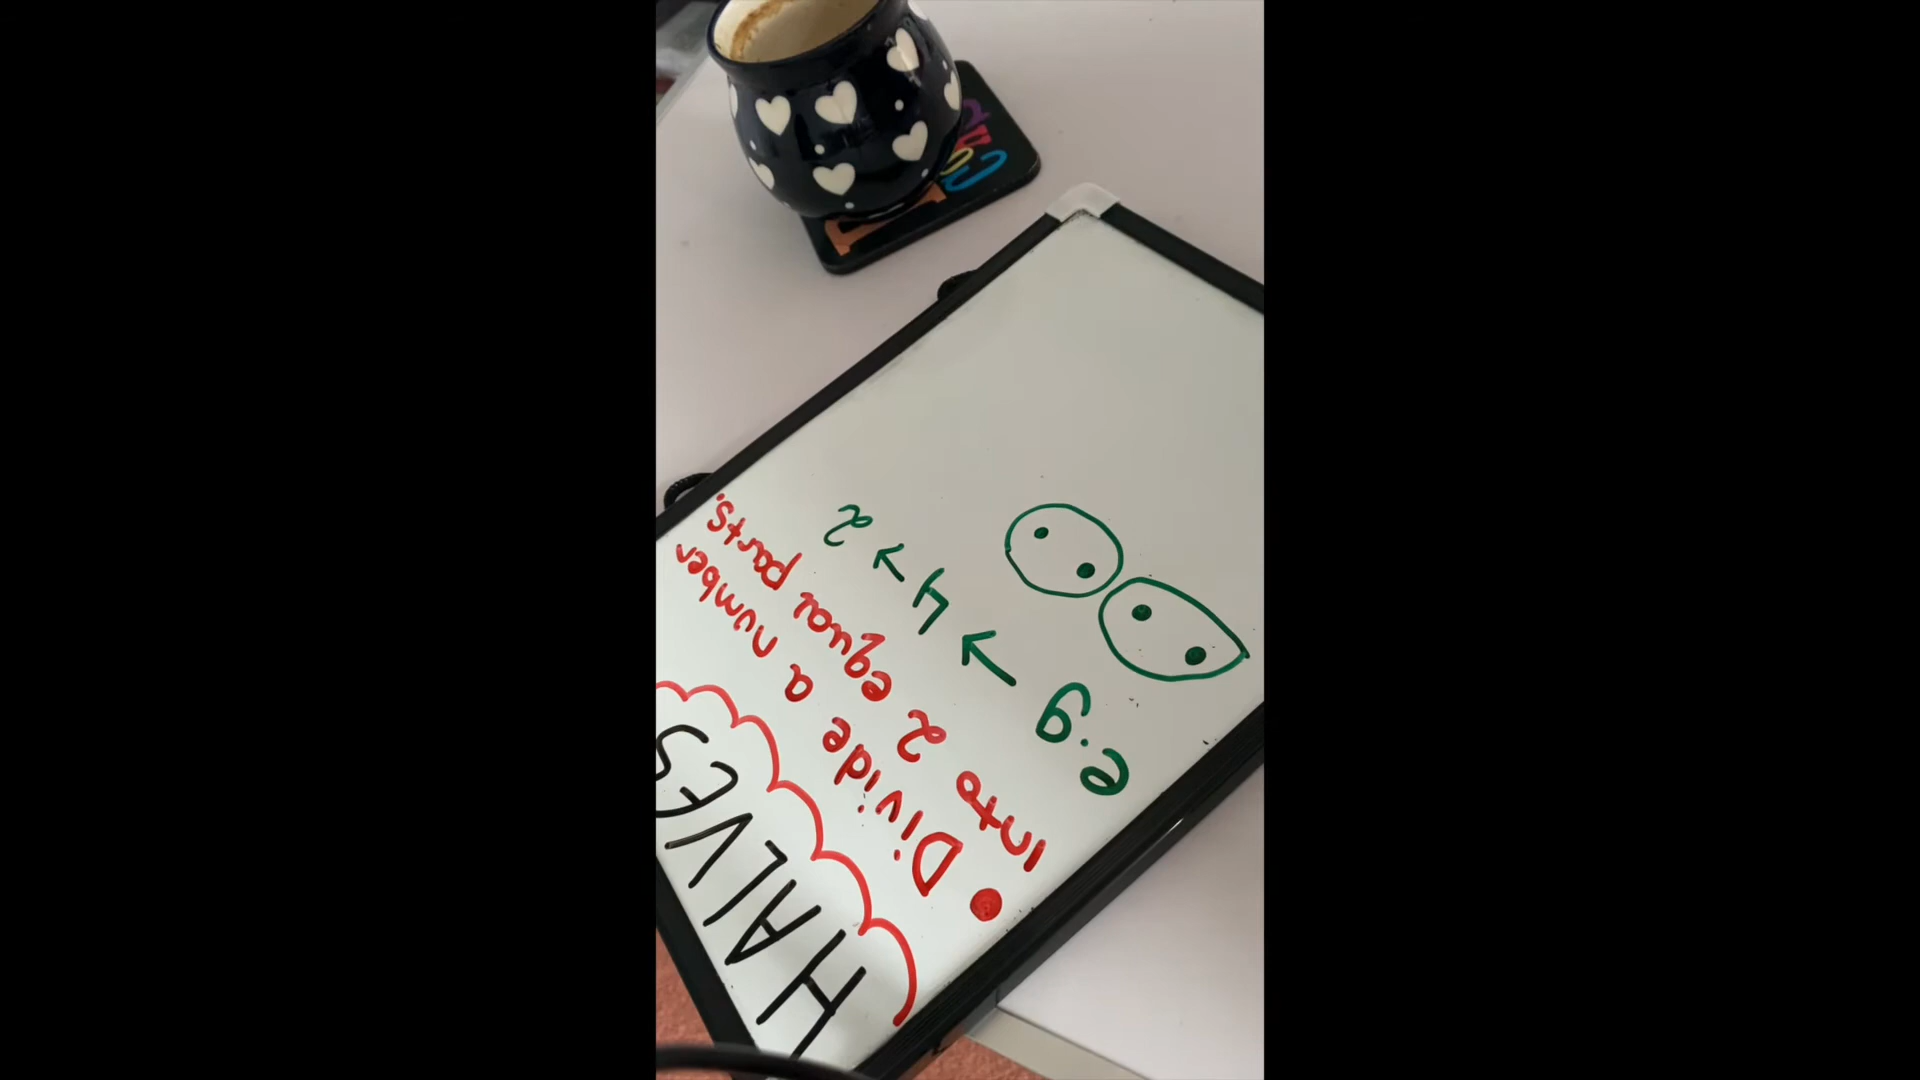 HALVES
• Divide a number
into 2 equal parts.
e.g → 4 → 2